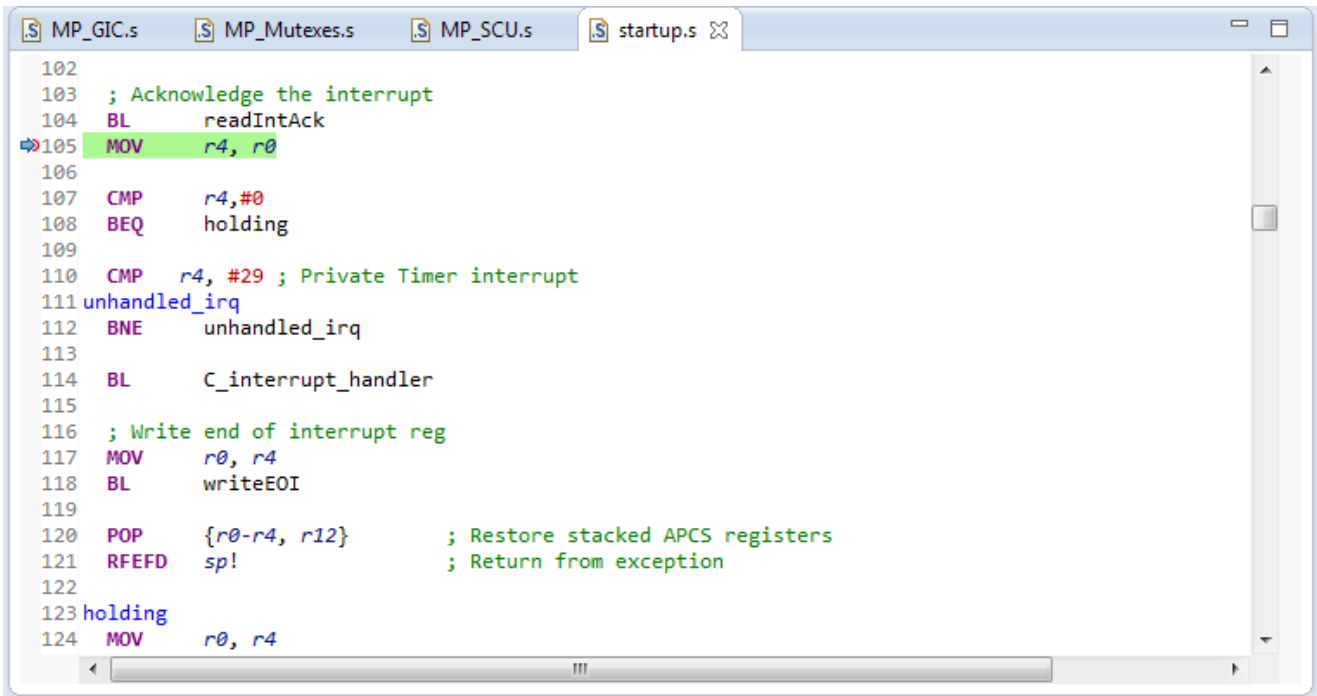 MP_GIC.s MP_Mutexes.s MP_SCU.s startup.s
102
103 ; Acknowledge the interrupt
104 BL readIntAck
105 MOV r4, r0
106
107 CMP r4,#0
108 BEQ holding
109
110 CMP r4, #29 ; Private Timer interrupt
111 unhandled_irq
112 BNE unhandled_irq
113
114 BL C_interrupt_handler
115
116 ; Write end of interrupt reg
117 MOV r0, r4
118 BL writeEOI
119
120 POP {r0-r4, r12} ; Restore stacked APCS registers
121 RFEFD sp! ; Return from exception
122
123 holding
124 MOV r0, r4